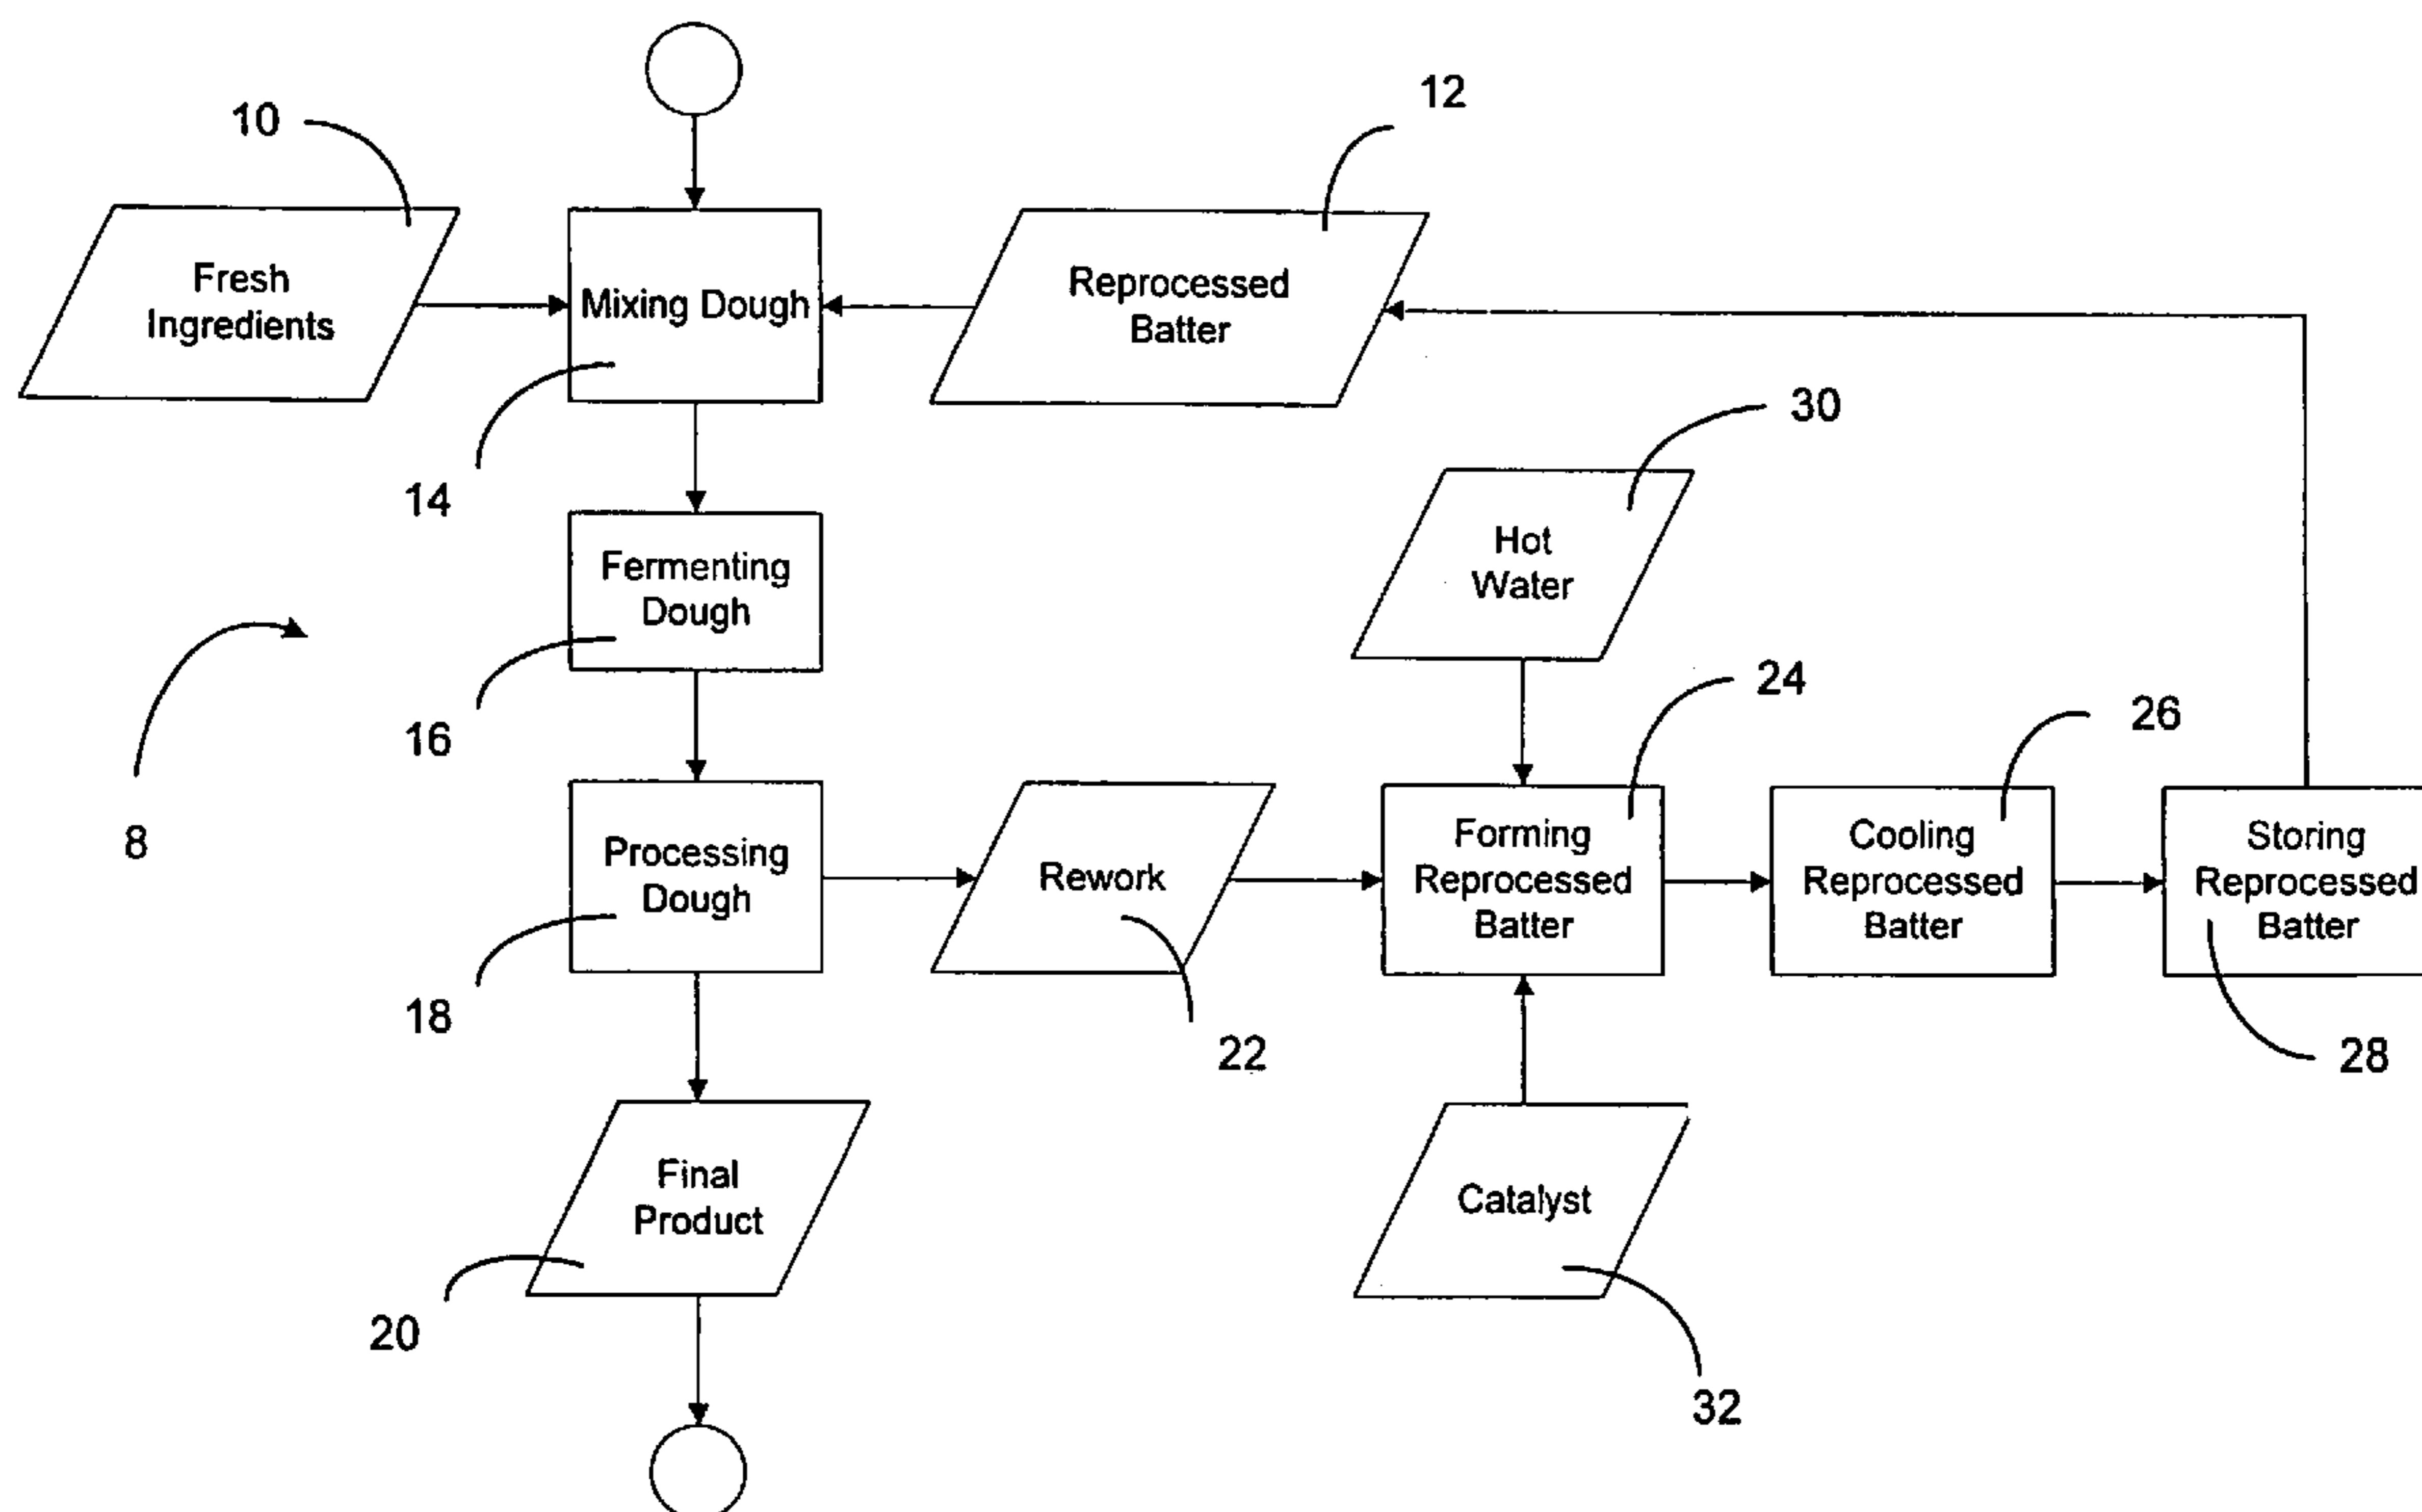 10
12
Fresh
Ingredients
Mixing Dough
Reprocessed
Batter
14
30
Fermenting
Dough
Hot
Water
16
24
26
8
Processing
Dough
Rework
Forming
Reprocessed
Batter
Cooling
Reprocessed
Batter
Storing
Reprocessed
Batter
18
22
28
Final
Product
Catalyst
20
32